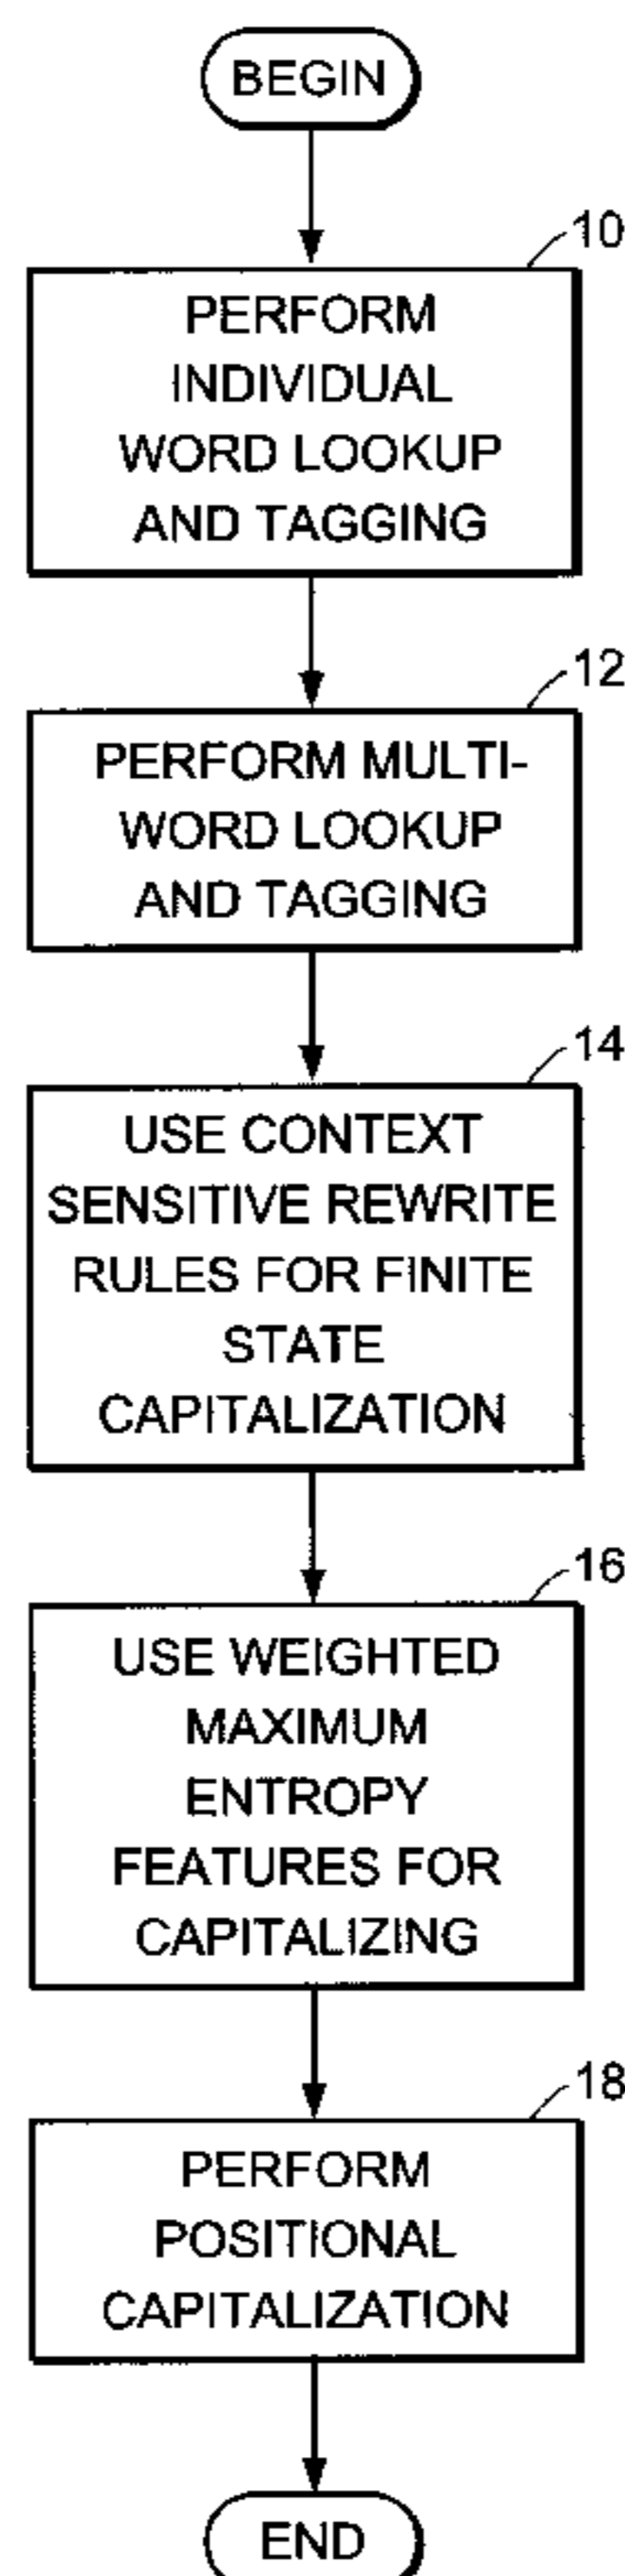 BEGIN
10
PERFORM
INDIVIDUAL
WORD LOOKUP
AND TAGGING
12
PERFORM MULTI-
WORD LOOKUP
AND TAGGING
14
USE CONTEXT
SENSITIVE REWRITE
RULES FOR FINITE
STATE
CAPITALIZATION
16
USE WEIGHTED
MAXIMUM
ENTROPY
FEATURES FOR
CAPITALIZING
18
PERFORM
POSITIONAL
CAPITALIZATION
END